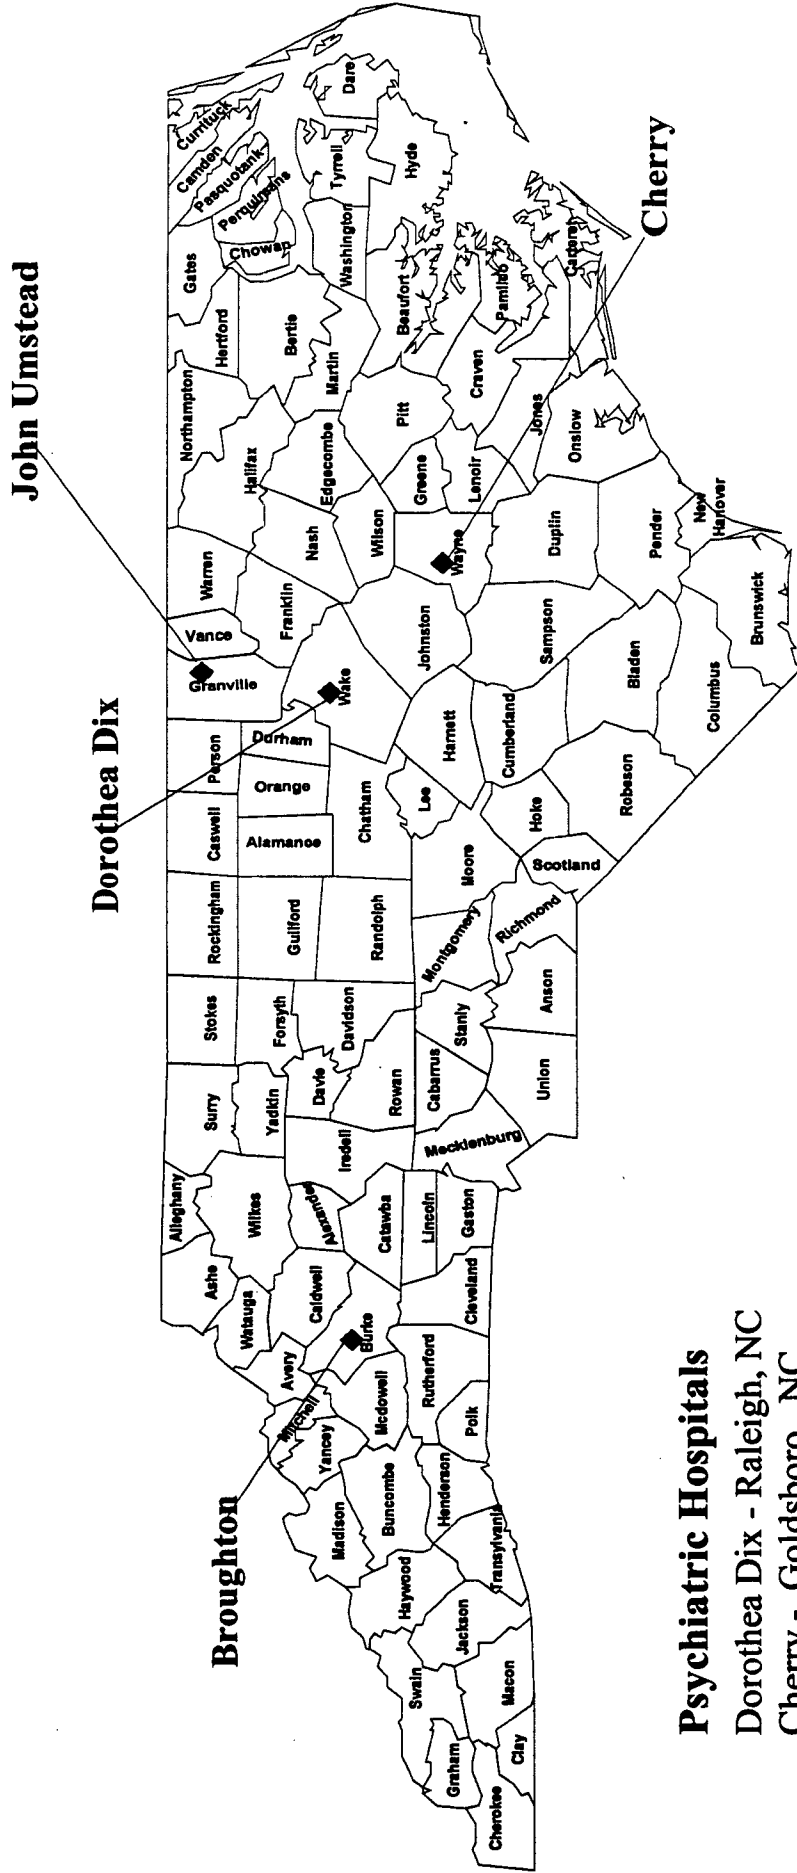 John Umstead
Dorothea Dix
Broughton
Cherry
Cherokee
Graham
Clay
Swain
Macon
Jackson
Haywood
Transylvania
Madison
Buncombe
Henderson
Yancey
Mitchell
Mcdowell
Polk
Rutherford
Avery
Burke
Watauga
Caldwell
Cleveland
Ashe
Alleghany
Wilkes
Alexander
Catawba
Lincoln
Gaston
Surry
Yadkin
Iredell
Davie
Rowan
Mecklenburg
Cabarrus
Stokes
Forsyth
Davidson
Stanly
Union
Anson
Rockingham
Guilford
Randolph
Montgomery
Richmond
Caswell
Alamance
Chatham
Moore
Scotland
Person
Orange
Durham
Lee
Hoke
Granville
Wake
Harnett
Cumberland
Robeson
Vance
Warren
Franklin
Johnston
Sampson
Bladen
Columbus
Brunswick
Northampton
Halifax
Nash
Wilson
Wayne
Duplin
Pender
New
Hanover
Edgecombe
Greene
Lenoir
Jones
Onslow
Hertford
Bertie
Martin
Pitt
Craven
Gates
Chowan
Perquimans
Pasquotank
Camden
Currituck
Washington
Tyrrell
Dare
Hyde
Beaufort
Pamlico
Carteret
Psychiatric Hospitals
Dorothea Dix - Raleigh, NC
Cherry - Goldsboro, NC